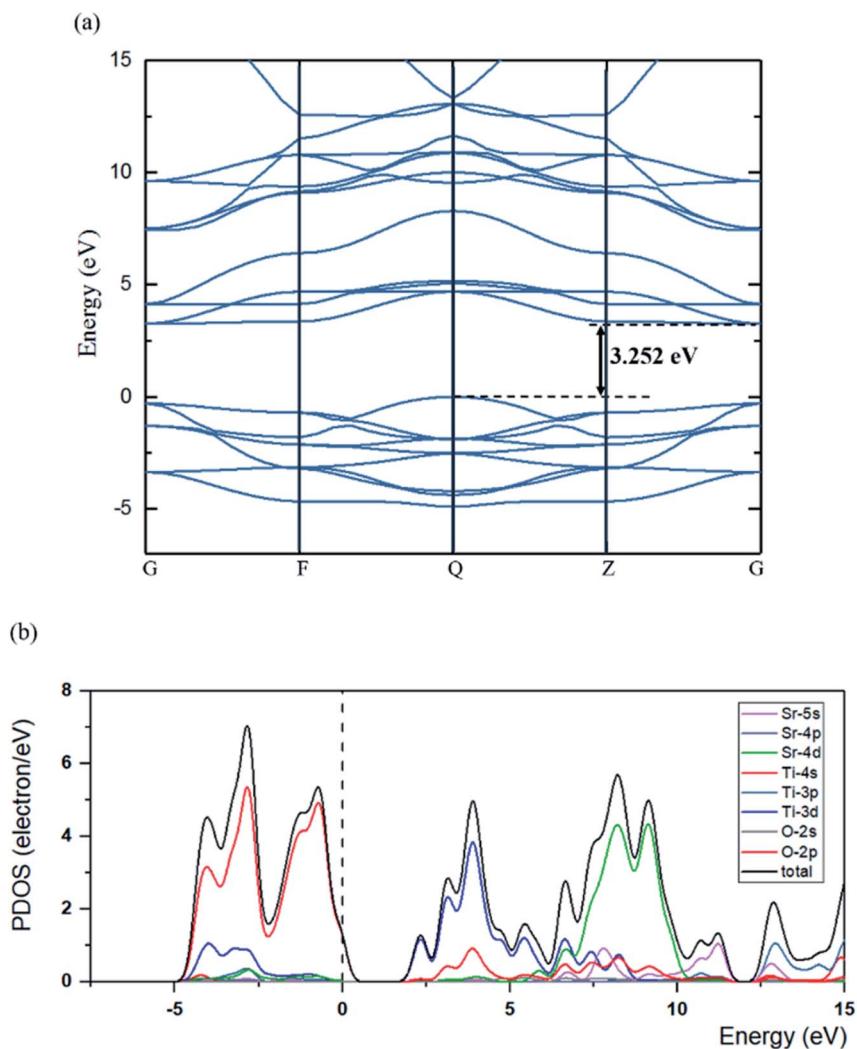 (a)
15
10
5
0
-5
Energy (eV)
3.252 eV
G F Q Z G
(b)
8
6
4
2
0
PDOS (electron/eV)
Sr-5s
Sr-4p
Sr-4d
Ti-4s
Ti-3p
Ti-3d
O-2s
O-2p
total
-5 0 5 10 15
Energy (eV)